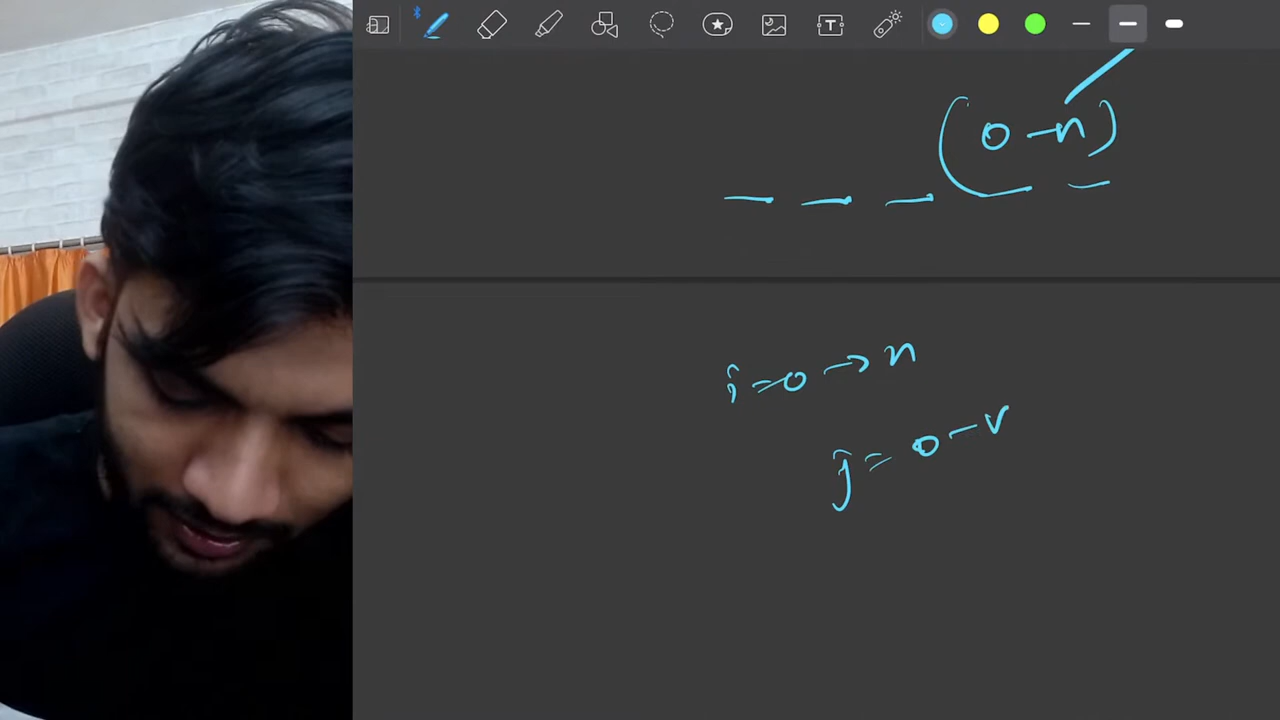 (0-n)
i=0→n
j=0-